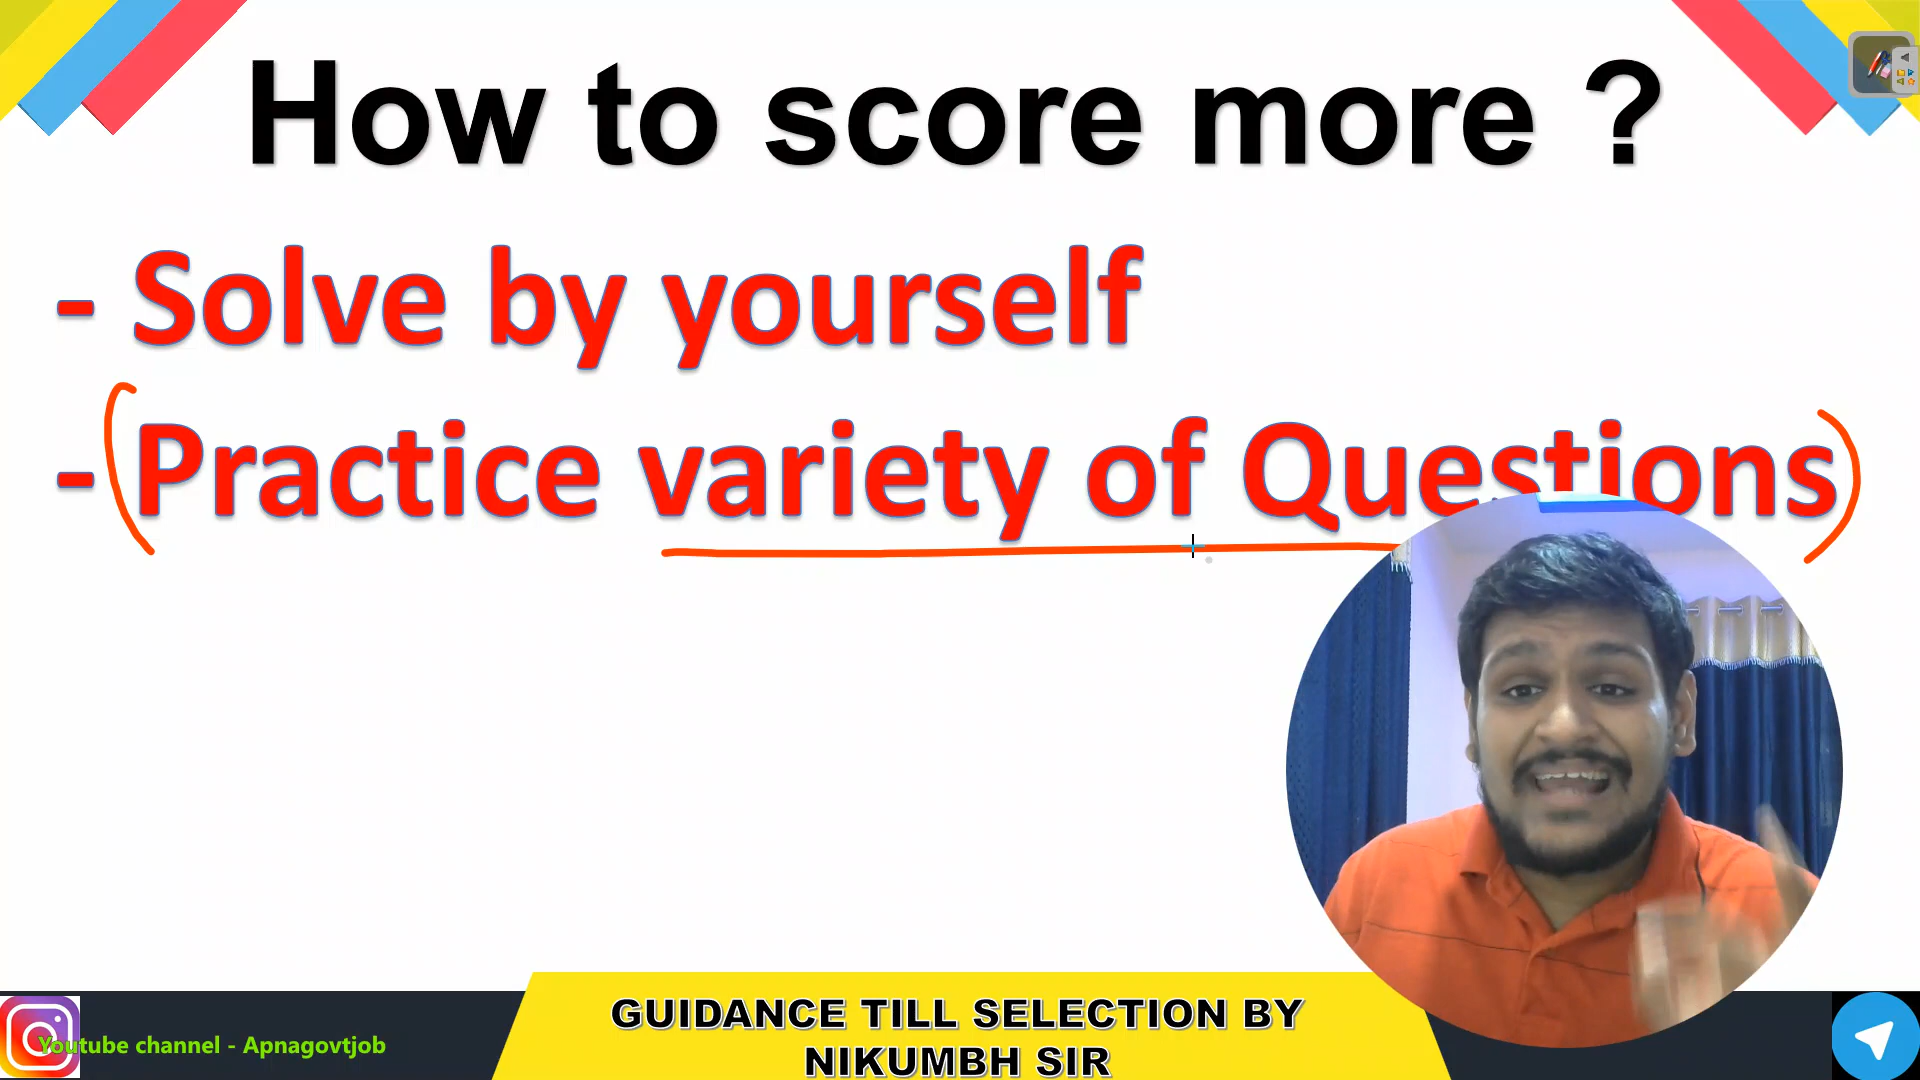 How to score more ?
- Solve by yourself
- Practice variety of Questions
GUIDANCE TILL SELECTION BY
NIKUMBH SIR
Youtube channel - Apnagovtjob